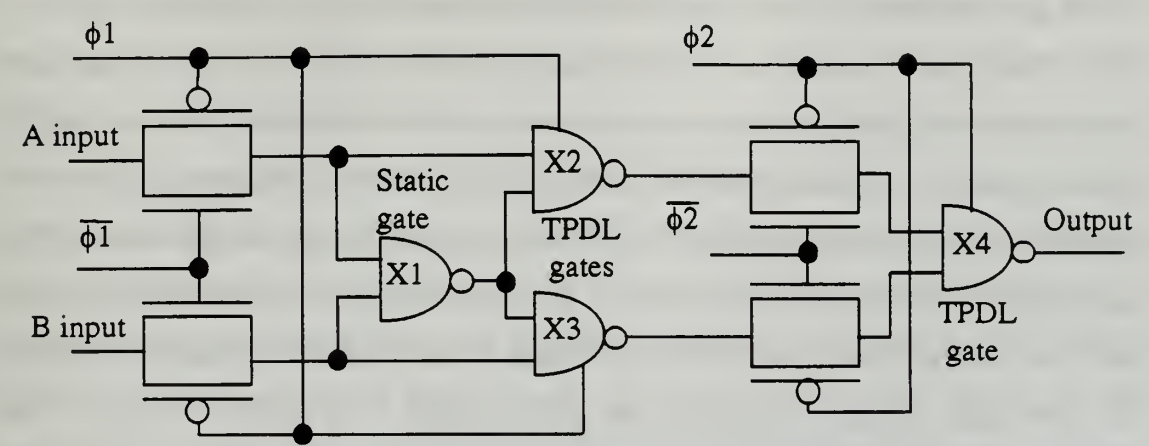 ϕ1
ϕ2
A input
X2
Static
gate
ϕ1̅
ϕ2̅
Output
X1
TPDL
gates
X4
B input
X3
TPDL
gate